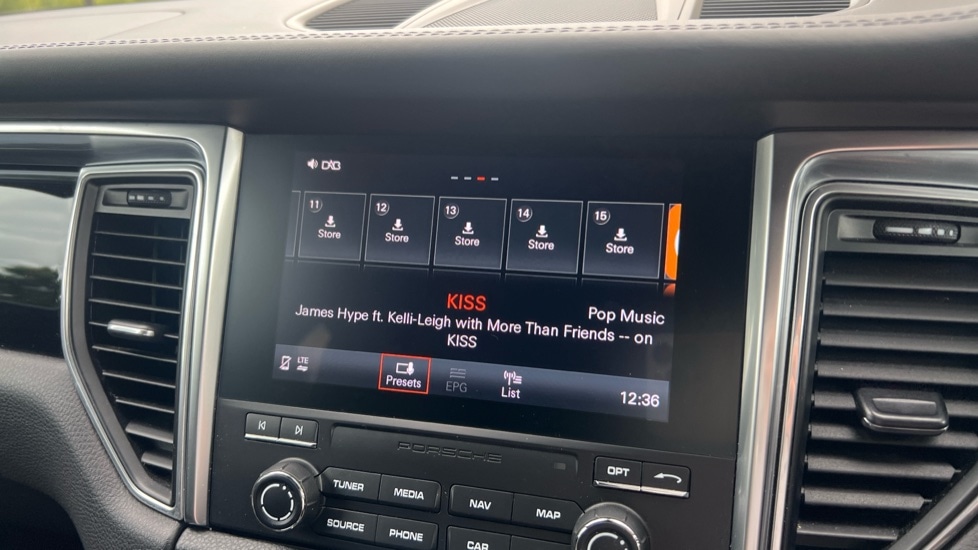 DAB
11 12 13 14 15
Store Store Store Store Store
KISS
Pop Music
James Hype ft. Kelli-Leigh with More Than Friends -- on
KISS
LTE
Presets EPG List 12:36
PORSCHE
TUNER MEDIA NAV MAP OPT
SOURCE PHONE CAR